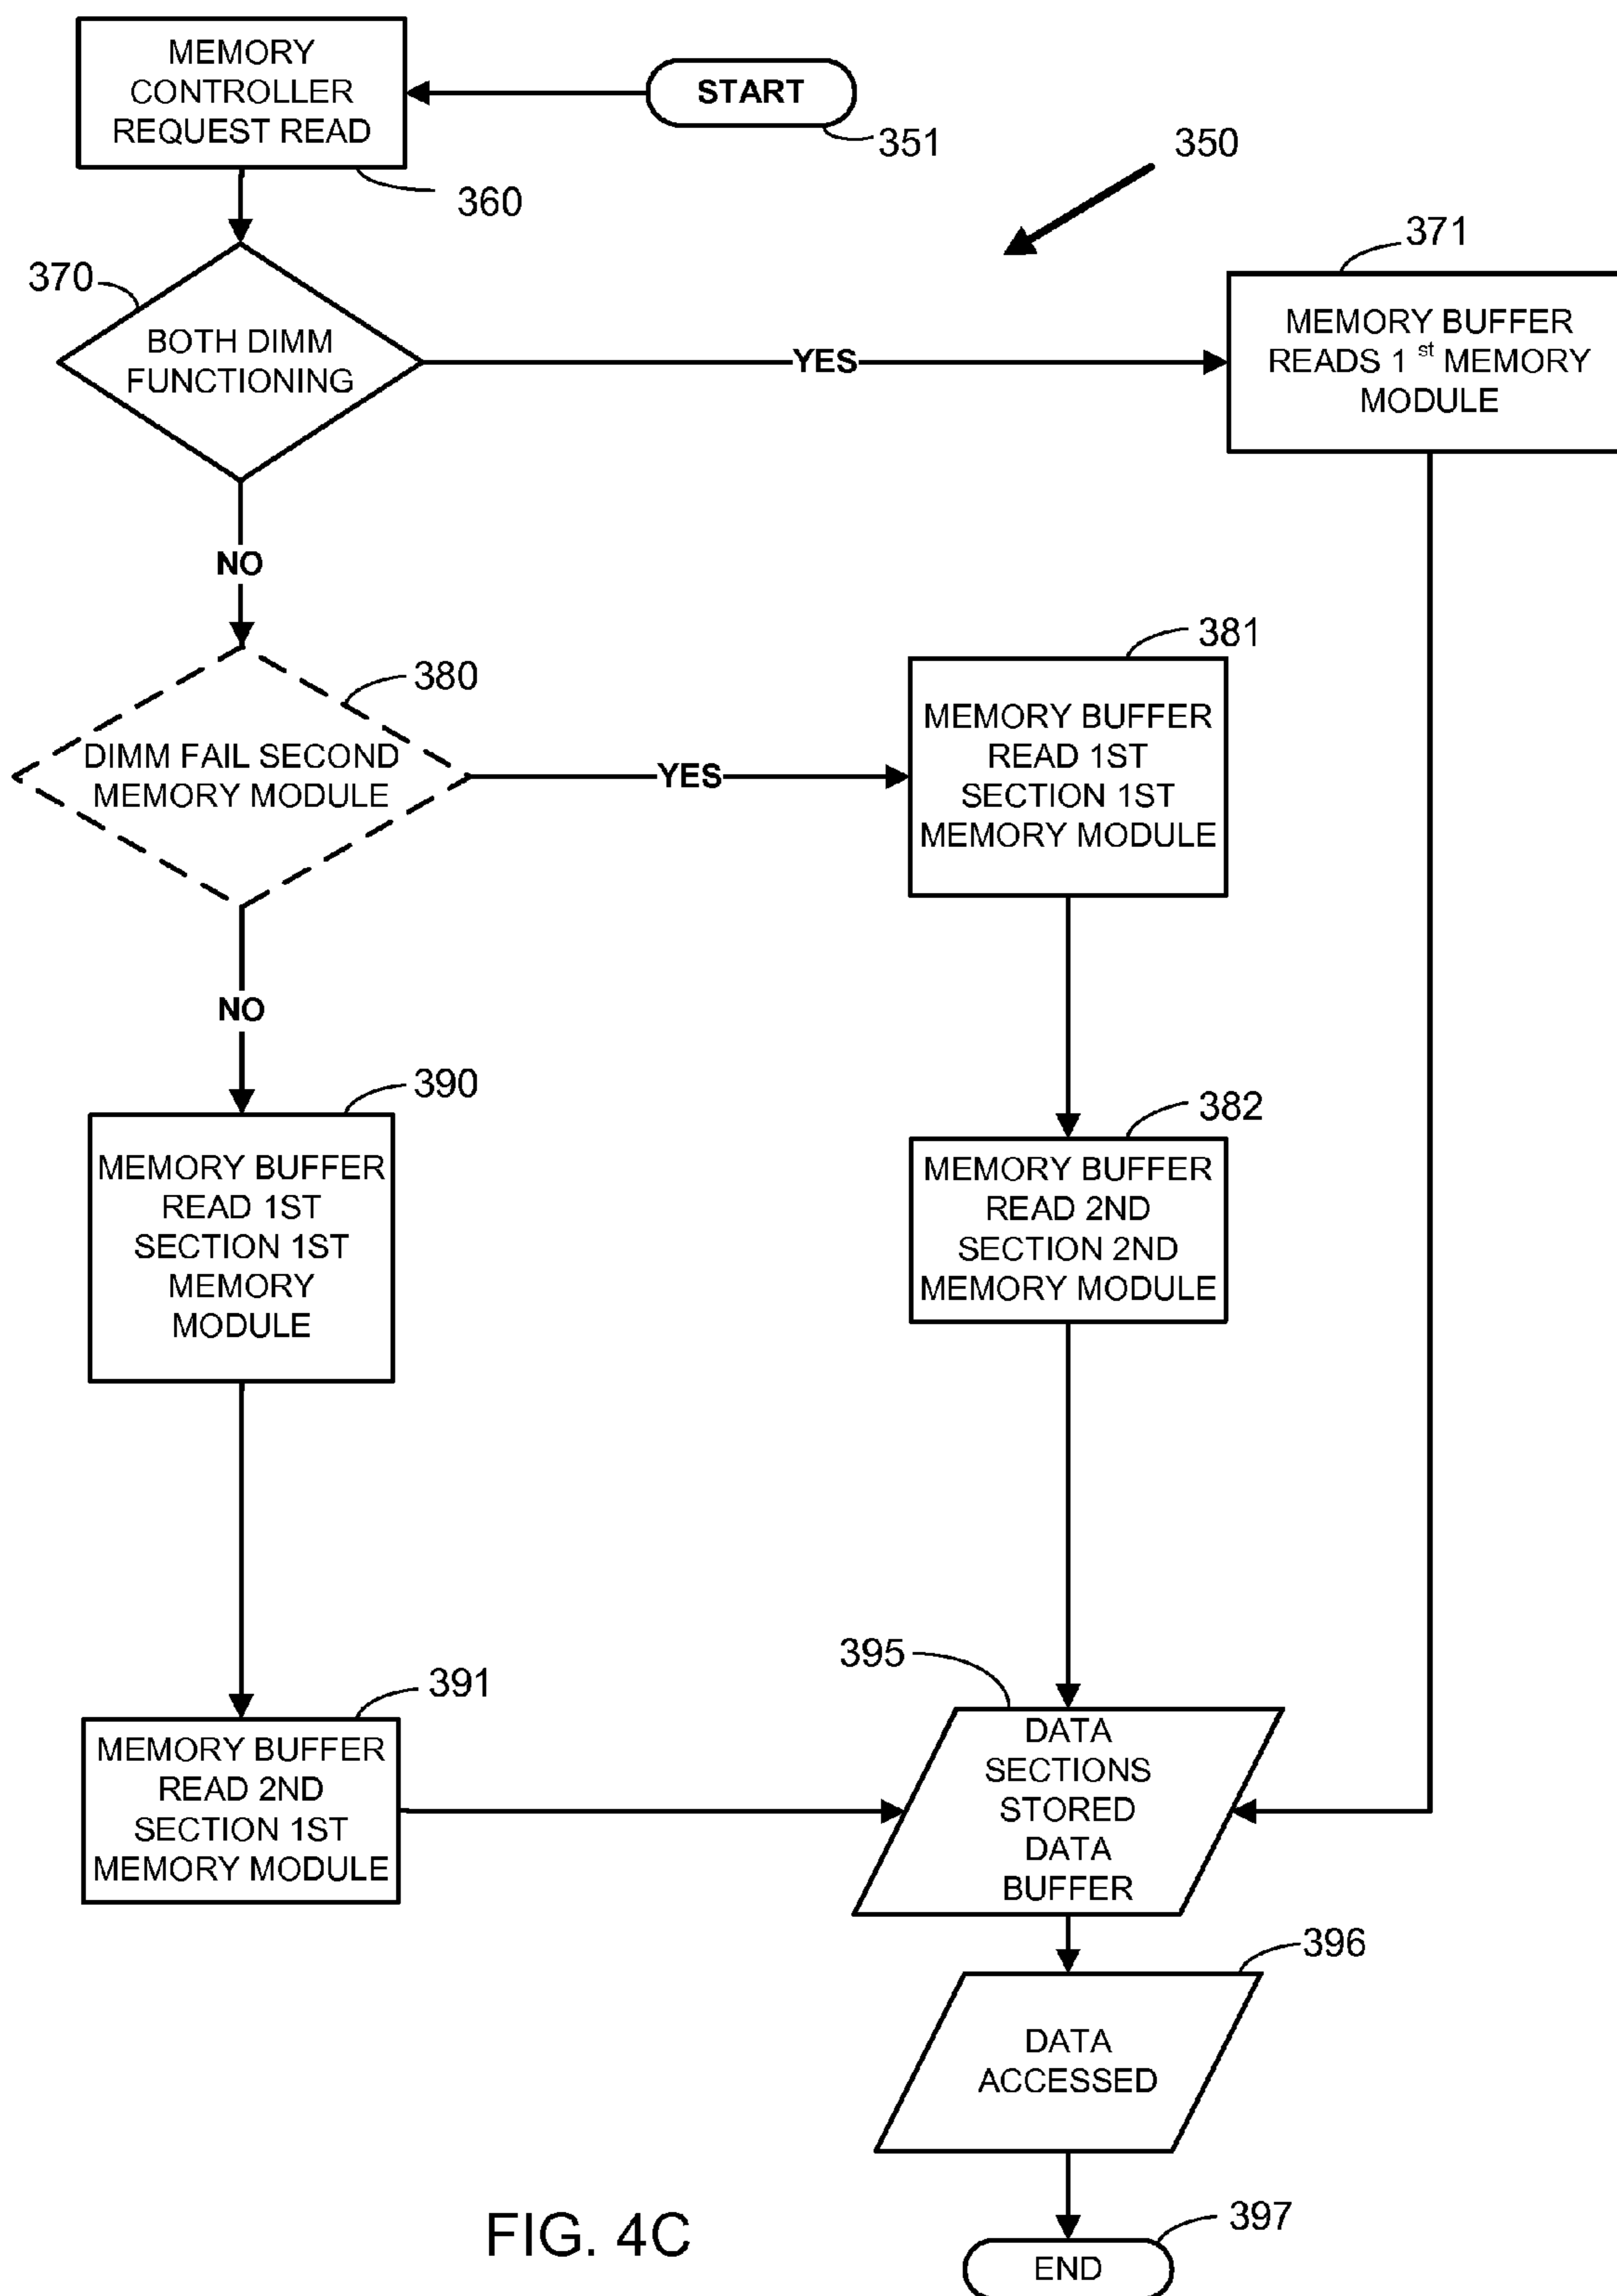 MEMORY
CONTROLLER
REQUEST READ
START
351
350
360
371
370
BOTH DIMM
FUNCTIONING
YES
MEMORY BUFFER
READS 1 st MEMORY
MODULE
NO
381
380
DIMM FAIL SECOND
MEMORY MODULE
YES
MEMORY BUFFER
READ 1ST
SECTION 1ST
MEMORY MODULE
NO
390
382
MEMORY BUFFER
READ 1ST
SECTION 1ST
MEMORY
MODULE
MEMORY BUFFER
READ 2ND
SECTION 2ND
MEMORY MODULE
395
391
MEMORY BUFFER
READ 2ND
SECTION 1ST
MEMORY MODULE
DATA
SECTIONS
STORED
DATA
BUFFER
396
DATA
ACCESSED
397
END
FIG. 4C